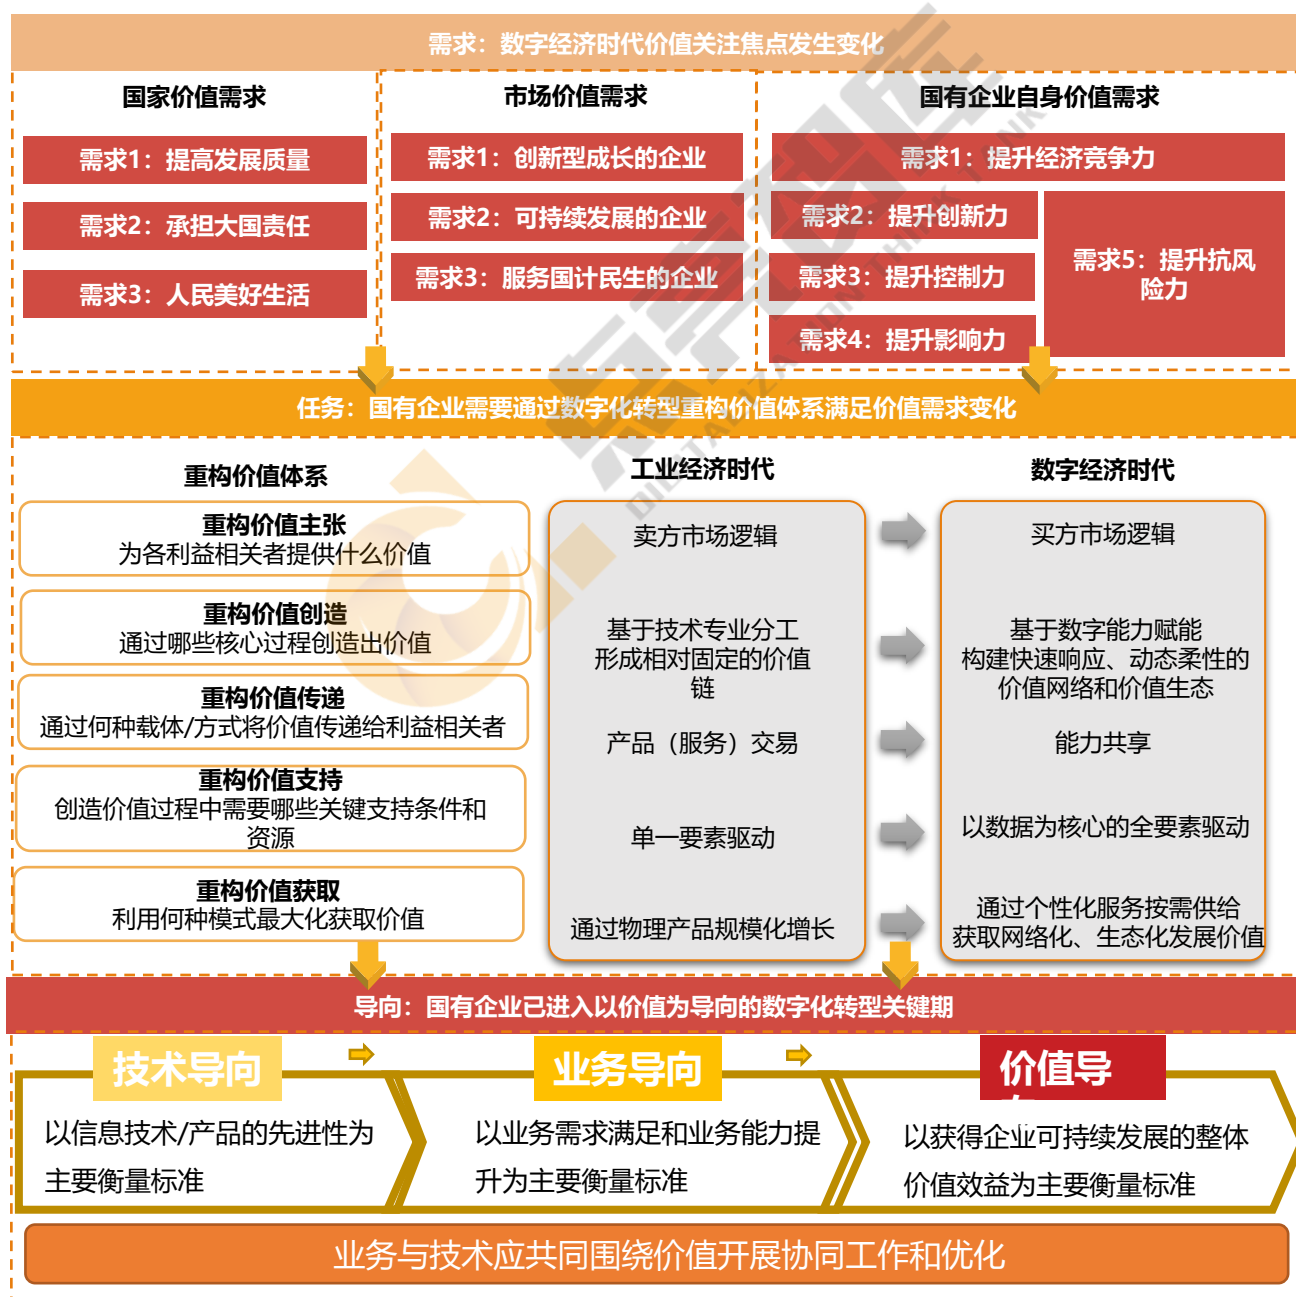 需求：数字经济时代价值关注焦点发生变化
国家价值需求
需求1：提高发展质量
需求2：承担大国责任
需求3：人民美好生活
市场价值需求
需求1：创新型成长的企业
需求2：可持续发展的企业
需求3：服务国计民生的企业
国有企业自身价值需求
需求1：提升经济竞争力
需求2：提升创新力
需求3：提升控制力
需求4：提升影响力
需求5：提升抗风
险力
任务：国有企业需要通过数字化转型重构价值体系满足价值需求变化
重构价值体系
工业经济时代
数字经济时代
重构价值主张
为各利益相关者提供什么价值
卖方市场逻辑
买方市场逻辑
重构价值创造
通过哪些核心过程创造出价值
基于技术专业分工
形成相对固定的价值
链
基于数字能力赋能
构建快速响应、动态柔性的
价值网络和价值生态
重构价值传递
通过何种载体/方式将价值传递给利益相关者
产品（服务）交易
能力共享
重构价值支持
创造价值过程中需要哪些关键支持条件和
资源
单一要素驱动
以数据为核心的全要素驱动
重构价值获取
利用何种模式最大化获取价值
通过物理产品规模化增长
通过个性化服务按需供给
获取网络化、生态化发展价值
导向：国有企业已进入以价值为导向的数字化转型关键期
技术导向
以信息技术/产品的先进性为
主要衡量标准
业务导向
以业务需求满足和业务能力提
升为主要衡量标准
价值导
以获得企业可持续发展的整体
价值效益为主要衡量标准
业务与技术应共同围绕价值开展协同工作和优化
点亮智库
DIGITALIZATION THINK TANK